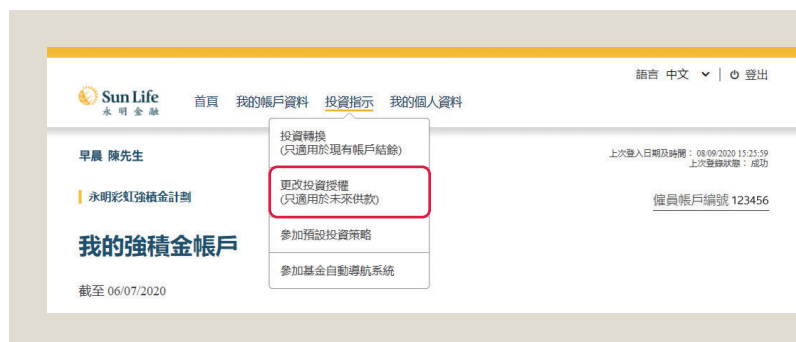 語言 中文 | 登出
Sun Life
永明金融
首頁 我的帳戶資料 投資指示 我的個人資料
投資轉換
(只適用於現有帳戶結餘)
更改投資授權
(只適用於未來供款)
參加預設投資策略
參加基金自動導航系統
早晨 陳先生
上次登入日期及時間： 08/09/2020 15:25:59
上次登錄狀態： 成功
永明彩虹強積金計劃
僱員帳戶編號 123456
我的強積金帳戶
截至 06/07/2020